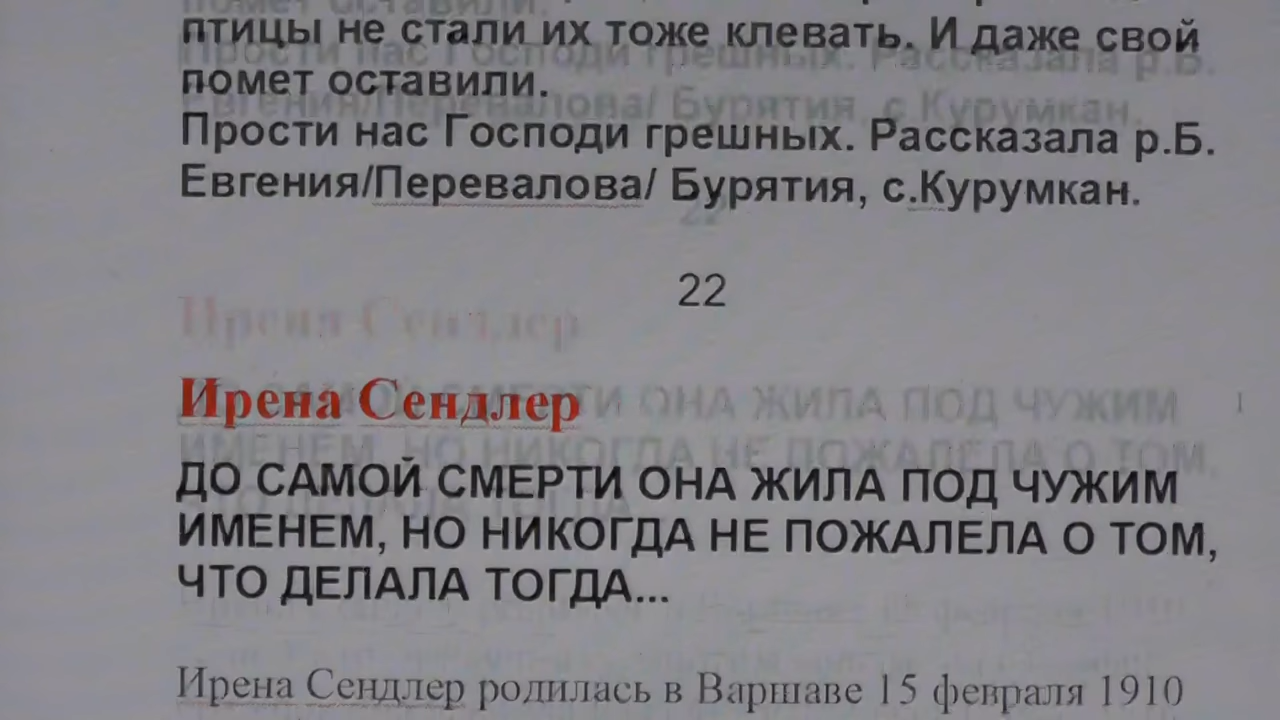 птицы не стали их тоже клевать. И даже свой
помет оставили.
Прости нас Господи грешных. Рассказала р.Б.
Евгения/Перевалова/ Бурятия, с.Курумкан.
22
Ирена Сендлер
ДО САМОЙ СМЕРТИ ОНА ЖИЛА ПОД ЧУЖИМ
ИМЕНЕМ, НО НИКОГДА НЕ ПОЖАЛЕЛА О ТОМ,
ЧТО ДЕЛАЛА ТОГДА...
Ирена Сендлер родилась в Варшаве 15 февраля 1910